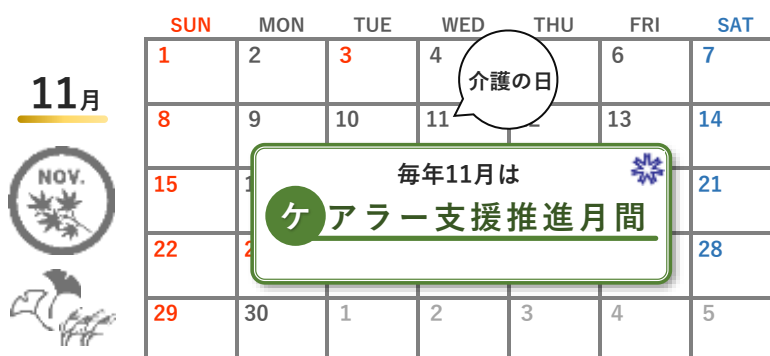 SUN MON TUE WED THU FRI SAT
1 2 3 4 6 7
介護の日
11月
8 9 10 11 13 14
NOV.
毎年11月は
15 21
ケアラー支援推進月間
22 28
29 30 1 2 3 4 5